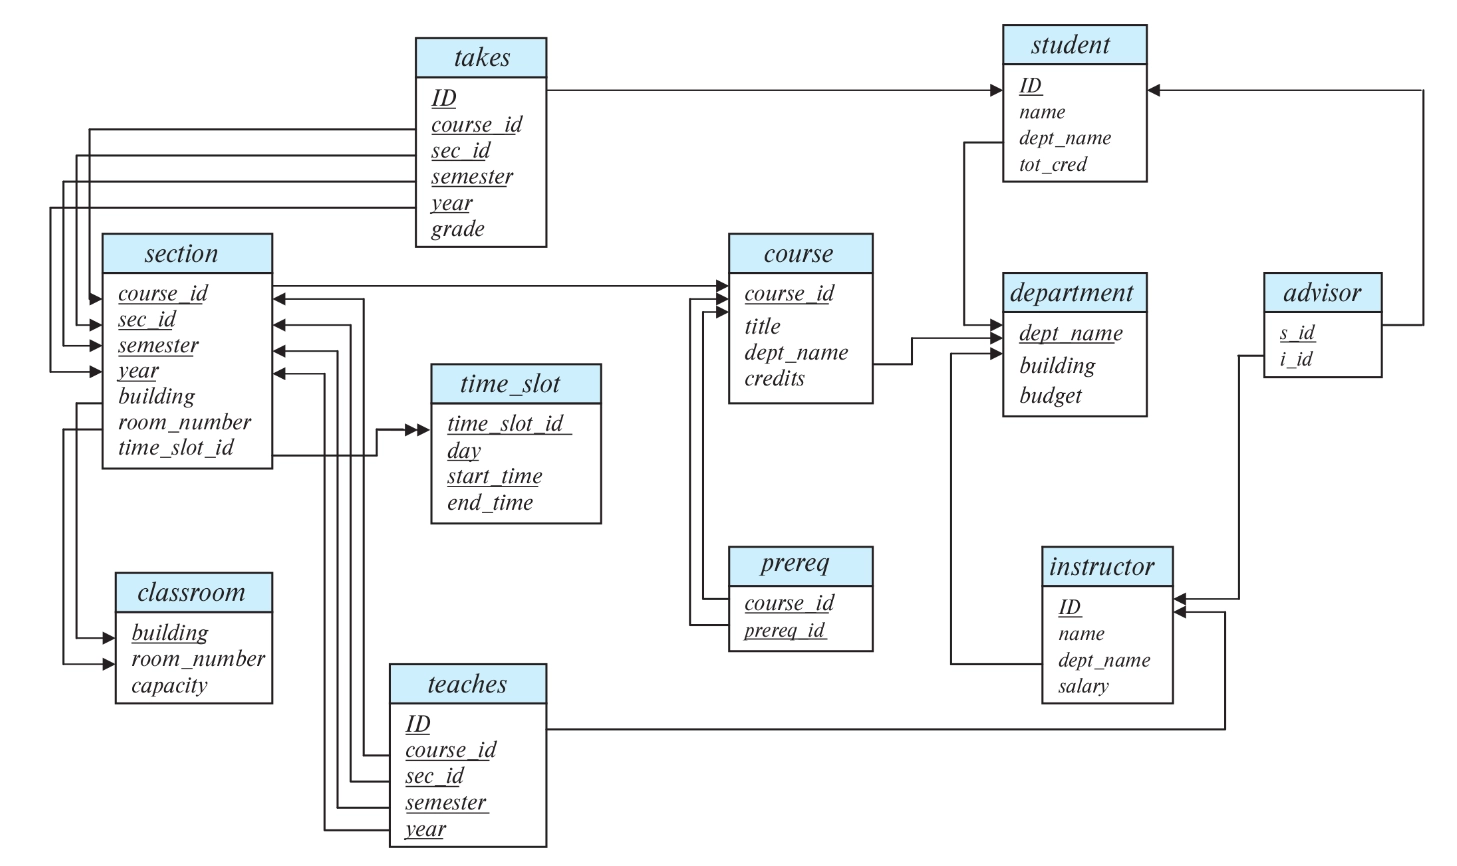 takes
ID
course_id
sec_id
semester
year
grade
student
ID
name
dept_name
tot_cred
section
course_id
sec_id
semester
year
building
room_number
time_slot_id
course
course_id
title
dept_name
credits
department
dept_name
building
budget
advisor
s_id
i_id
time_slot
time_slot_id
day
start_time
end_time
prereq
course_id
prereq_id
instructor
ID
name
dept_name
salary
classroom
building
room_number
capacity
teaches
ID
course_id
sec_id
semester
year